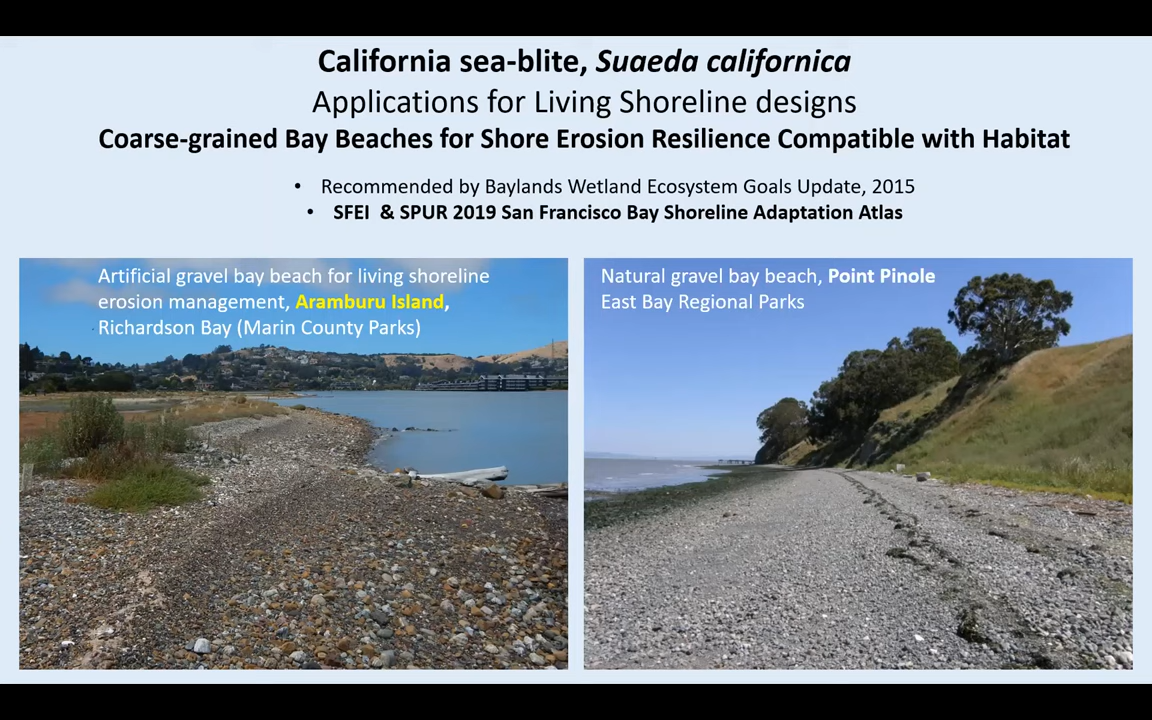 California sea-blite, Suaeda californica
Applications for Living Shoreline designs
Coarse-grained Bay Beaches for Shore Erosion Resilience Compatible with Habitat
• Recommended by Baylands Wetland Ecosystem Goals Update, 2015
• SFEI & SPUR 2019 San Francisco Bay Shoreline Adaptation Atlas
Artificial gravel bay beach for living shoreline
erosion management, Aramburu Island,
Richardson Bay (Marin County Parks)
Natural gravel bay beach, Point Pinole
East Bay Regional Parks